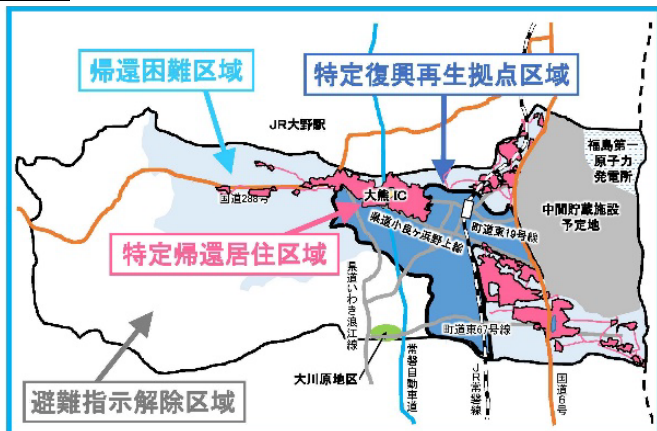 帰還困難区域
特定復興再生拠点区域
JR大野駅
福島第一
原子力
発電所
国道288号
大熊IC
中間貯蔵施設
予定地
県道小良ヶ浜野上線
町道東19号線
特定帰還居住区域
県道いわき浪江線
町道東67号線
大川原地区
常磐自動車道
JR常磐線
国道6号
避難指示解除区域